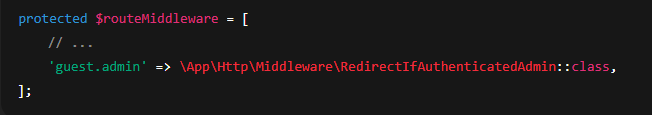 protected $routeMiddleware = [
    // ...
    'guest.admin' => \App\Http\Middleware\RedirectIfAuthenticatedAdmin::class,
];